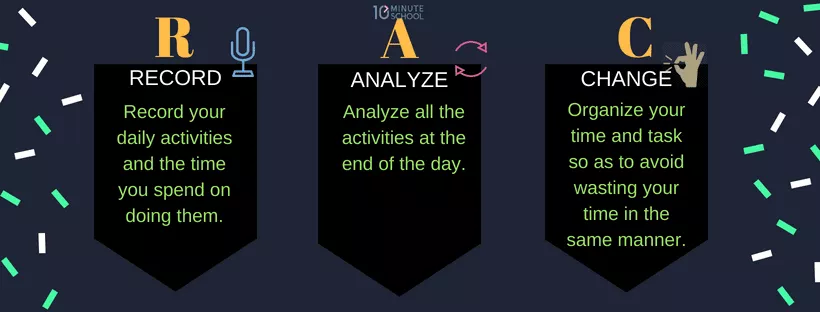 10 MINUTE
SCHOOL
R
RECORD
Record your
daily activities
and the time
you spend on
doing them.
A
ANALYZE
Analyze all the
activities at the
end of the day.
C
CHANGE
Organize your
time and task
so as to avoid
wasting your
time in the
same manner.